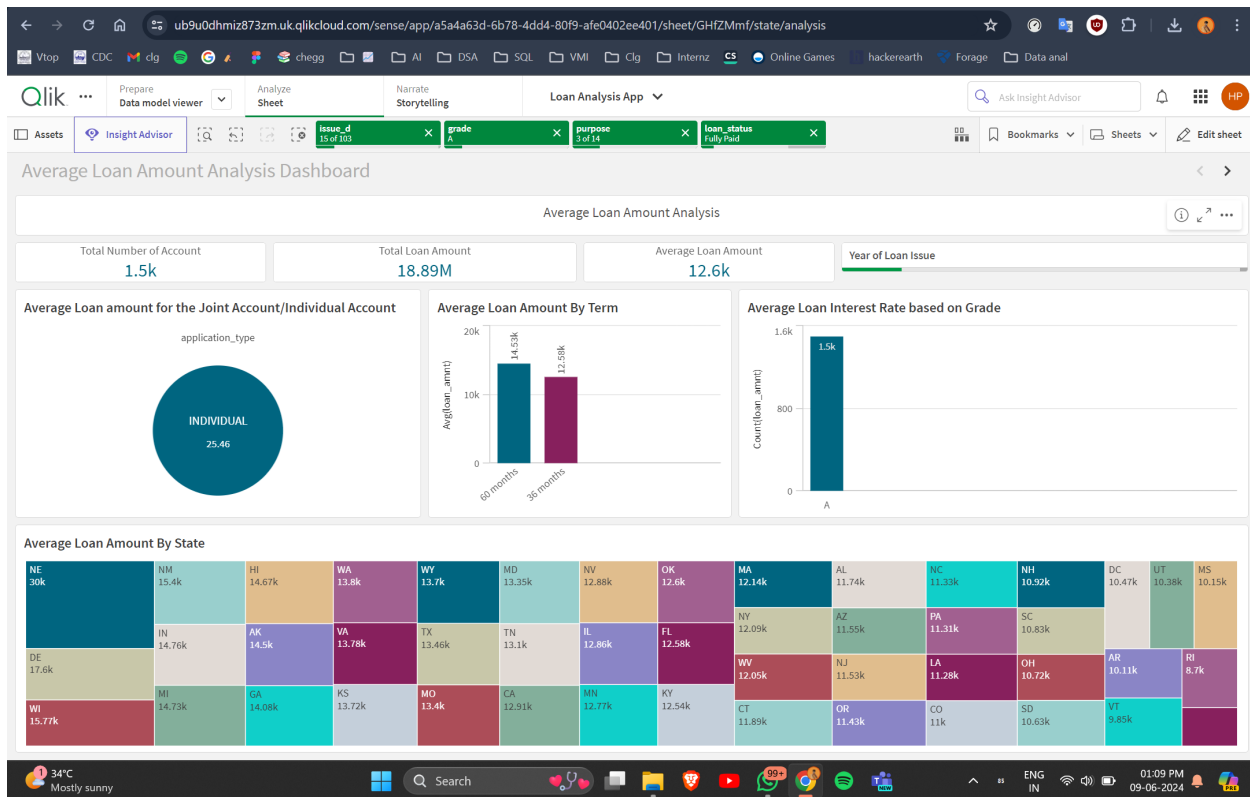 ub9u0dhmiz873zm.uk.qlikcloud.com/sense/app/a5a4a63d-6b78-4dd4-80f9-afe0402ee401/sheet/GHfZMmf/state/analysis
Vtop CDC clg chegg AI DSA SQL VMI Clg Internz CS Online Games hackerearth Forage Data anal
Qlik Prepare Analyze Narrate Loan Analysis App Ask Insight Advisor HP
Data model viewer Sheet Storytelling
Assets Insight Advisor issue_d grade purpose loan_status Bookmarks Sheets Edit sheet
15 of 103 A 3 of 14 Fully Paid
Average Loan Amount Analysis Dashboard
Average Loan Amount Analysis
Total Number of Account
1.5k
Total Loan Amount
18.89M
Average Loan Amount
12.6k
Year of Loan Issue
Average Loan amount for the Joint Account/Individual Account
application_type
INDIVIDUAL
25.46
Average Loan Amount By Term
Avg(loan_amnt)
20k
10k
0
14.53k
12.58k
60 months
36 months
Average Loan Interest Rate based on Grade
Count(loan_amnt)
1.6k
800
0
1.5k
A
Average Loan Amount By State
NE
30k
DE
17.6k
WI
15.77k
NM
15.4k
IN
14.76k
MI
14.73k
HI
14.67k
AK
14.5k
GA
14.08k
WA
13.8k
VA
13.78k
KS
13.72k
WY
13.7k
TX
13.46k
MO
13.4k
MD
13.35k
TN
13.1k
CA
12.91k
NV
12.88k
IL
12.86k
MN
12.77k
OK
12.6k
FL
12.58k
KY
12.54k
MA
12.14k
NY
12.09k
WV
12.05k
CT
11.89k
AL
11.74k
AZ
11.55k
NJ
11.53k
OR
11.43k
NC
11.33k
PA
11.31k
LA
11.28k
CO
11k
NH
10.92k
SC
10.83k
OH
10.72k
SD
10.63k
DC
10.47k
UT
10.38k
MS
10.15k
AR
10.11k
VT
9.85k
RI
8.7k
1
34°C
Mostly sunny
Search
99+
NEW
ENG
IN
01:09 PM
09-06-2024
PRE